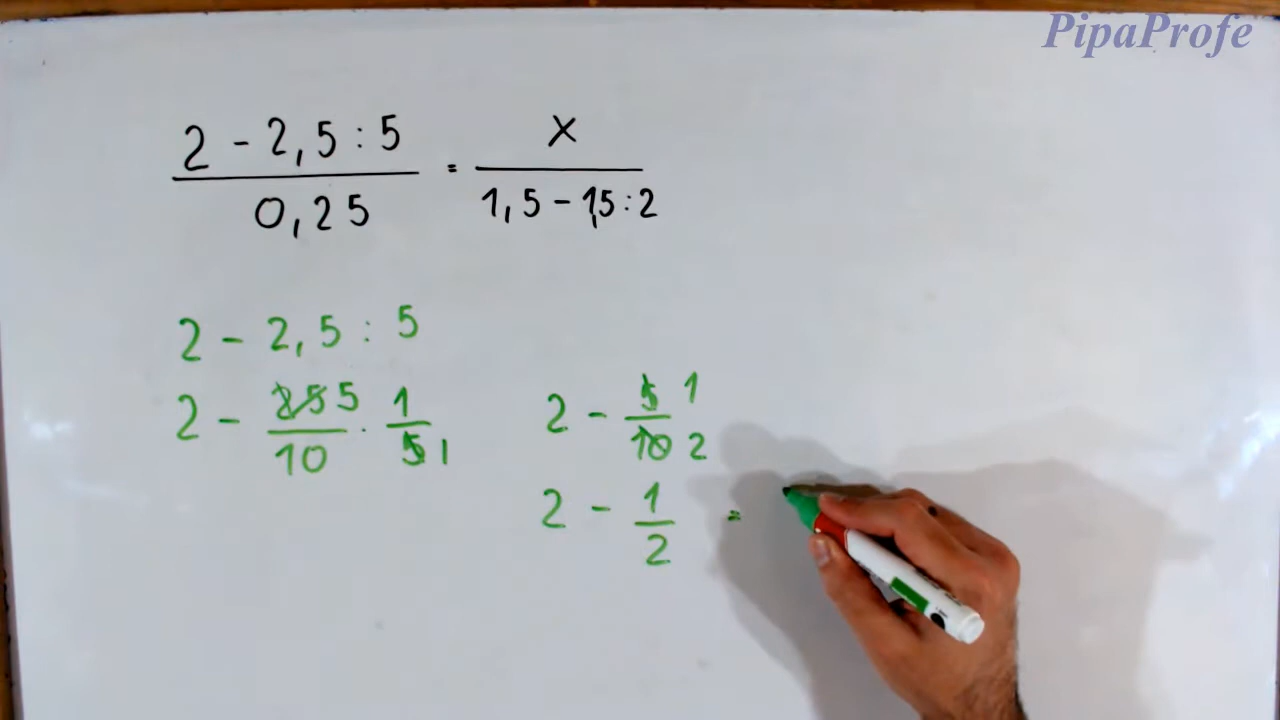 PipaProfe
2 - 2,5 : 5
0,25
=
x
1,5 - 1,5 : 2
2 - 2,5 : 5
2 - 25 5
10
·
1
5 1
2 - 5 1
10 2
2 - 1
2
=